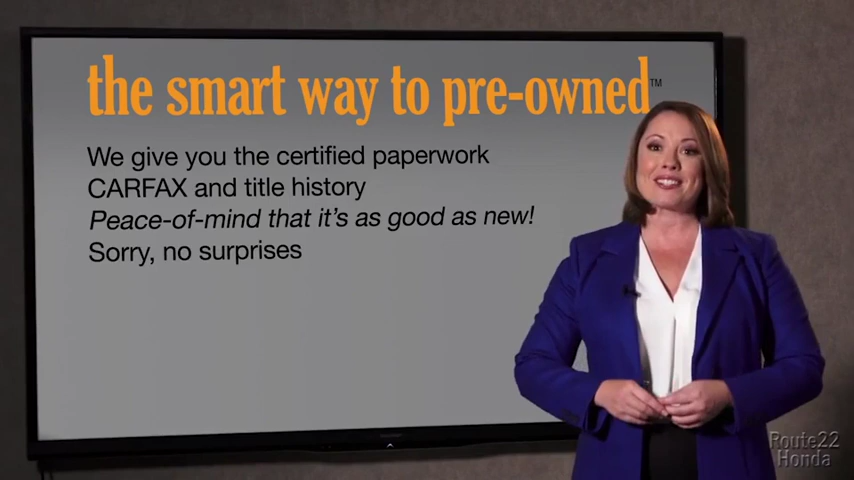 the smart way to pre-owned™
We give you the certified paperwork
CARFAX and title history
Peace-of-mind that it's as good as new!
Sorry, no surprises
Route22
Honda